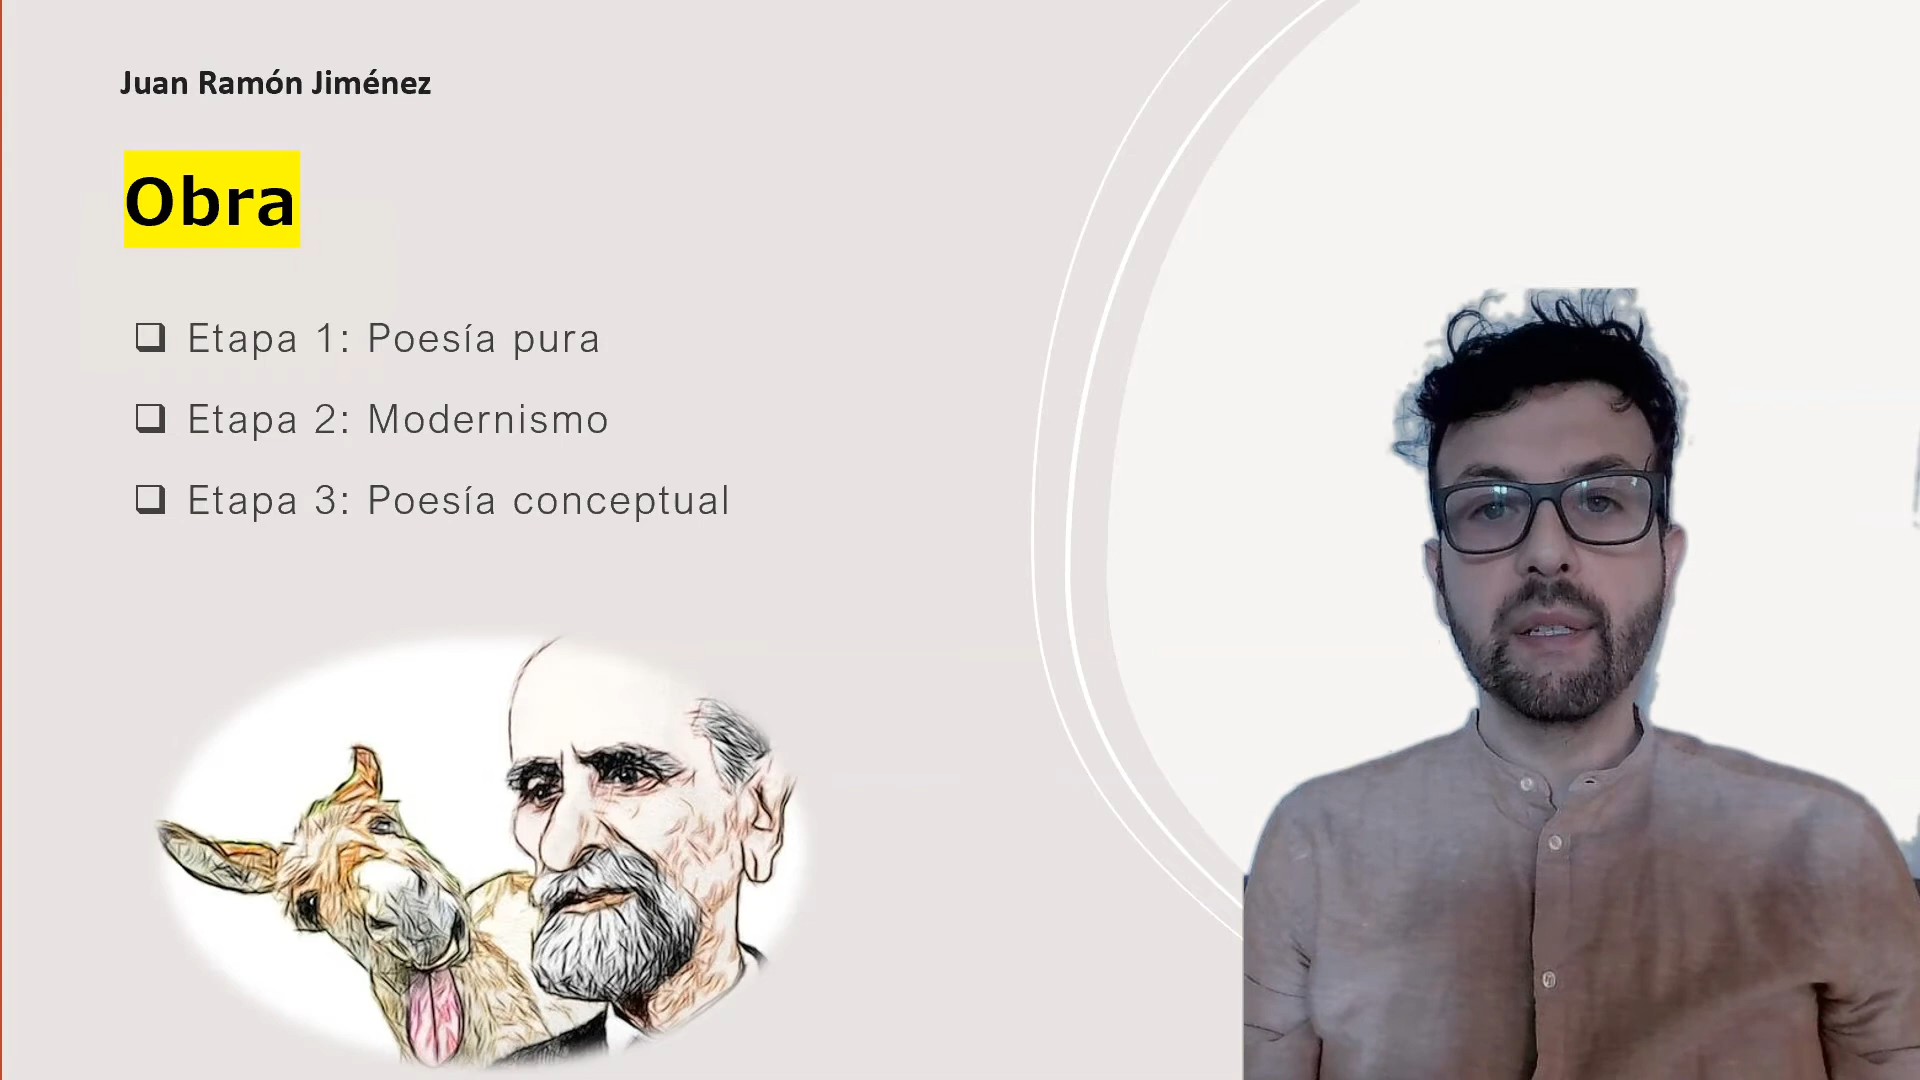 Juan Ramón Jiménez
Obra
Etapa 1: Poesía pura
Etapa 2: Modernismo
Etapa 3: Poesía conceptual